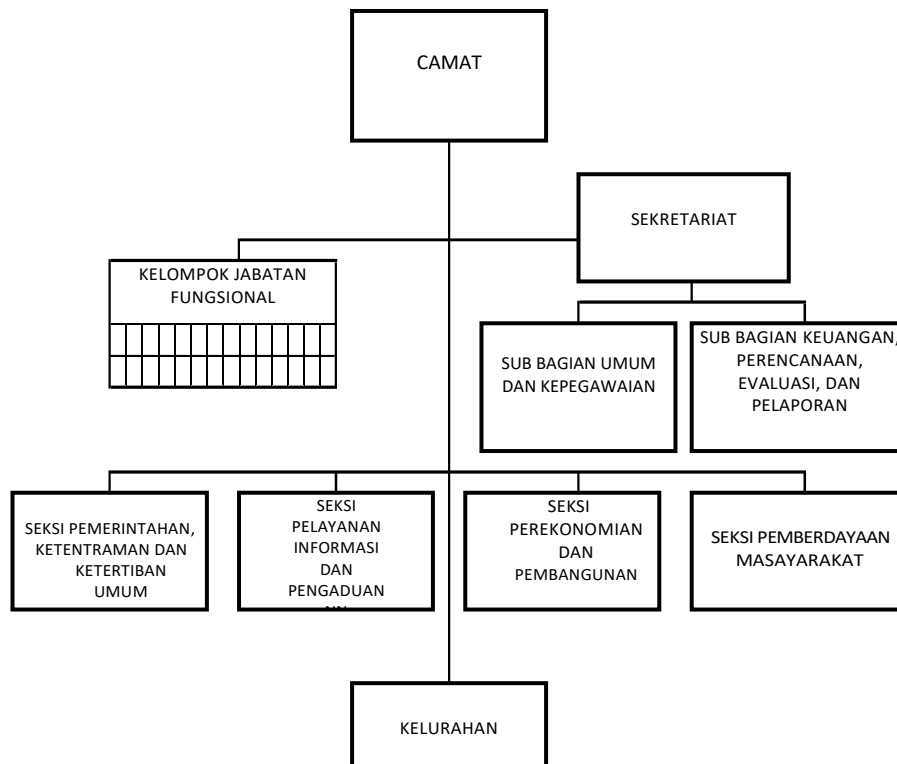 CAMAT
SEKRETARIAT
KELOMPOK JABATAN
FUNGSIONAL
SUB BAGIAN UMUM
DAN KEPEGAWAIAN
SUB BAGIAN KEUANGAN,
PERENCANAAN,
EVALUASI, DAN
PELAPORAN
SEKSI PEMERINTAHAN,
KETENTRAMAN DAN
KETERTIBAN
UMUM
SEKSI
PELAYANAN
INFORMASI
DAN
PENGADUAN
SEKSI
PEREKONOMIAN
DAN
PEMBANGUNAN
SEKSI PEMBERDAYAAN
MASAYARAKAT
KELURAHAN